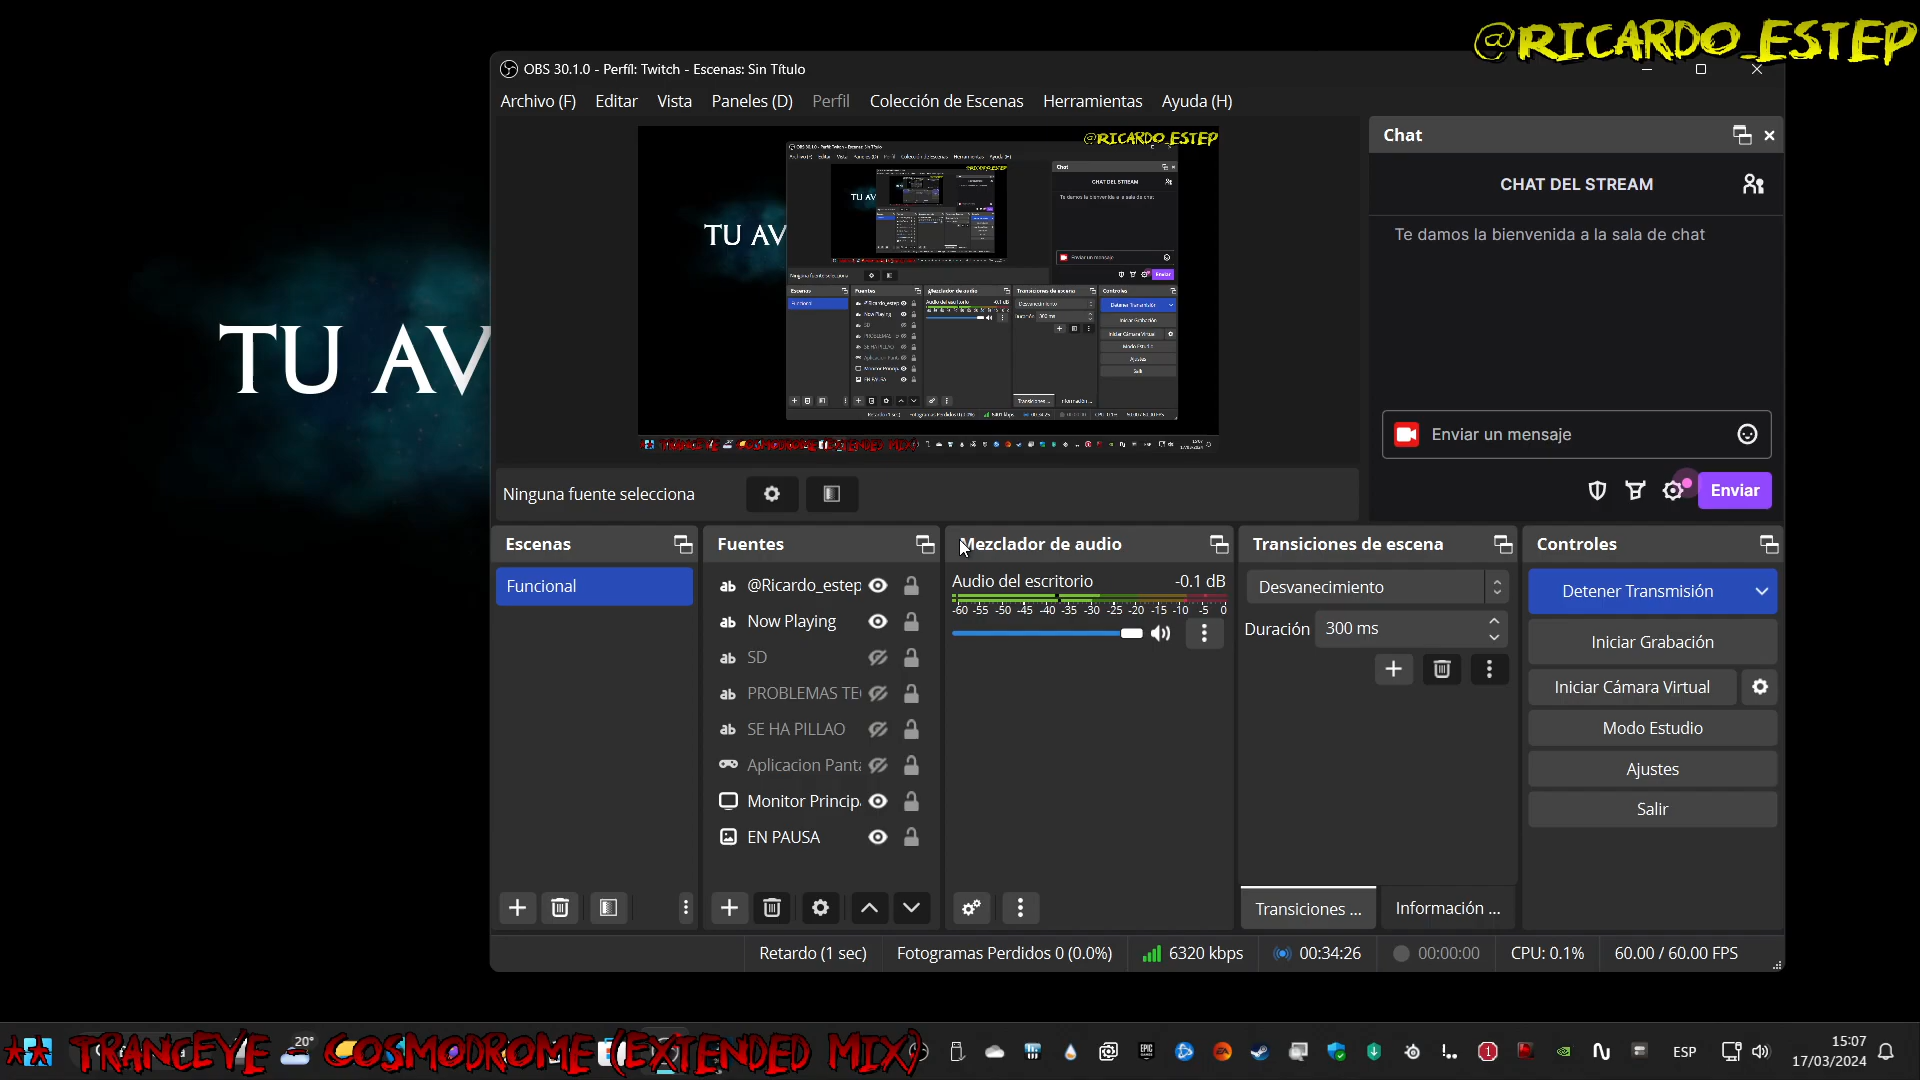 @RICARDO_ESTEP
OBS 30.1.0 - Perfíl: Twitch - Escenas: Sin Título
Archivo (F) Editar Vista Paneles (D) Perfil Colección de Escenas Herramientas Ayuda (H)
Chat
CHAT DEL STREAM
Te damos la bienvenida a la sala de chat
@RICARDO_ESTEP
TU AV
TU AV
Enviar un mensaje
Enviar
Ninguna fuente selecciona
Escenas
Funcional
Fuentes
@Ricardo_estep
Now Playing
SD
PROBLEMAS TE
SE HA PILLAO
Aplicacion Pant
Monitor Princip
EN PAUSA
Mezclador de audio
Audio del escritorio -0.1 dB
-60 -55 -50 -45 -40 -35 -30 -25 -20 -15 -10 -5 0
Transiciones de escena
Desvanecimiento
Duración 300 ms
Transiciones ... Información ...
Controles
Detener Transmisión
Iniciar Grabación
Iniciar Cámara Virtual
Modo Estudio
Ajustes
Salir
Retardo (1 sec) Fotogramas Perdidos 0 (0.0%) 6320 kbps 00:34:26 00:00:00 CPU: 0.1% 60.00 / 60.00 FPS
** TRANCEYE - COSMODROME (EXTENDED MIX)
20°
ESP
15:07
17/03/2024